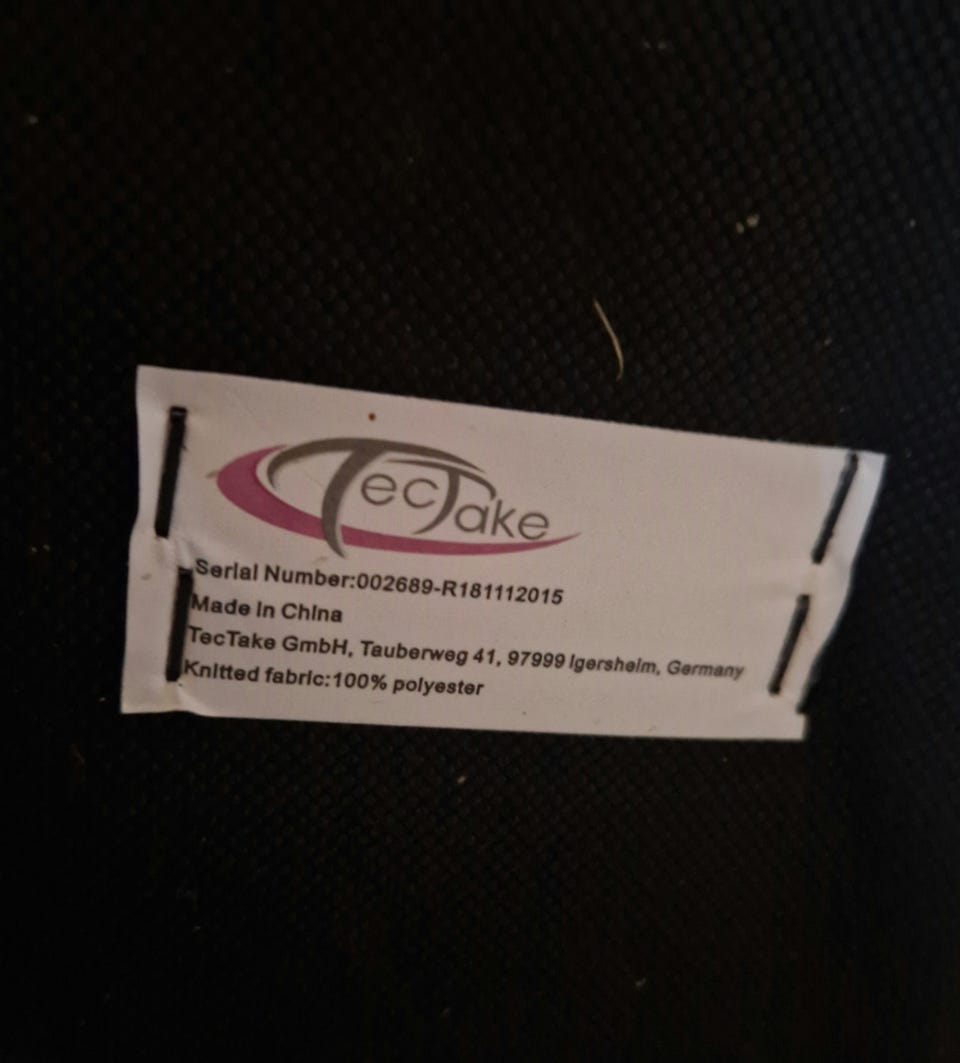 TecTake
Serial Number:002689-R181112015
Made in China
TecTake GmbH, Tauberweg 41, 97999 Igersheim, Germany
Knitted fabric:100% polyester